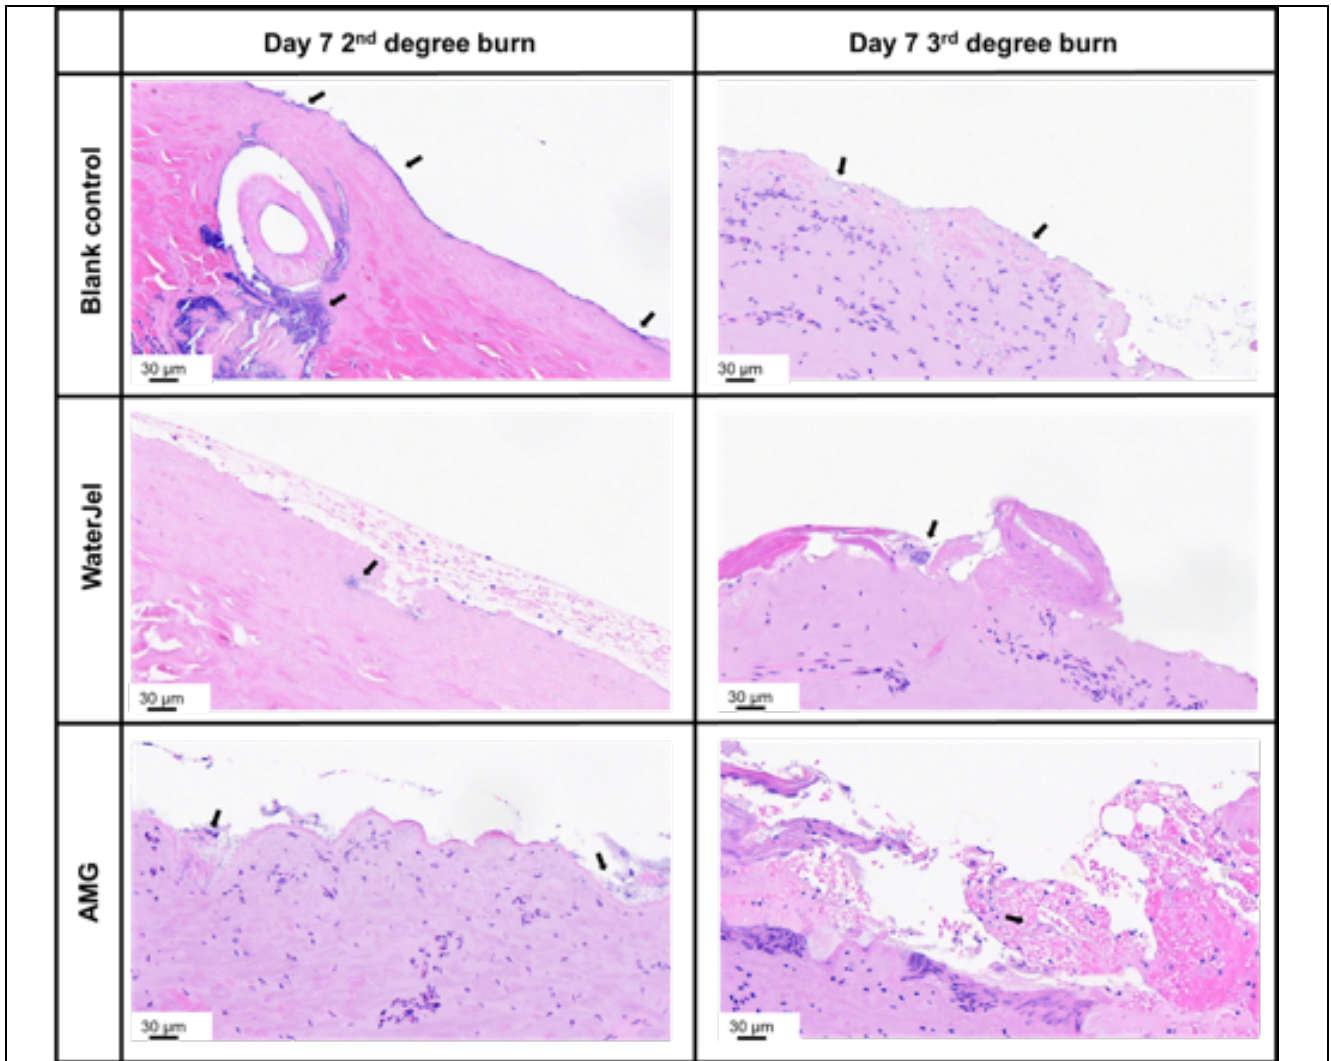 Day 7 2nd degree burn
Day 7 3rd degree burn
Blank control
30 µm
30 µm
WaterJel
30 µm
30 µm
AMG
30 µm
30 µm